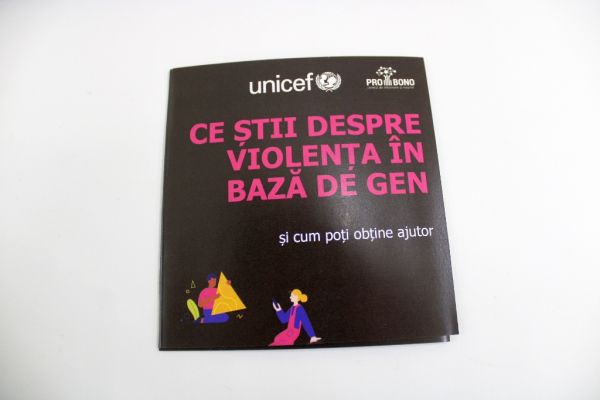 unicef
PRO BONO
CE ȘTII DESPRE
VIOLENȚA ÎN
BAZĂ DE GEN
și cum poți obține ajutor